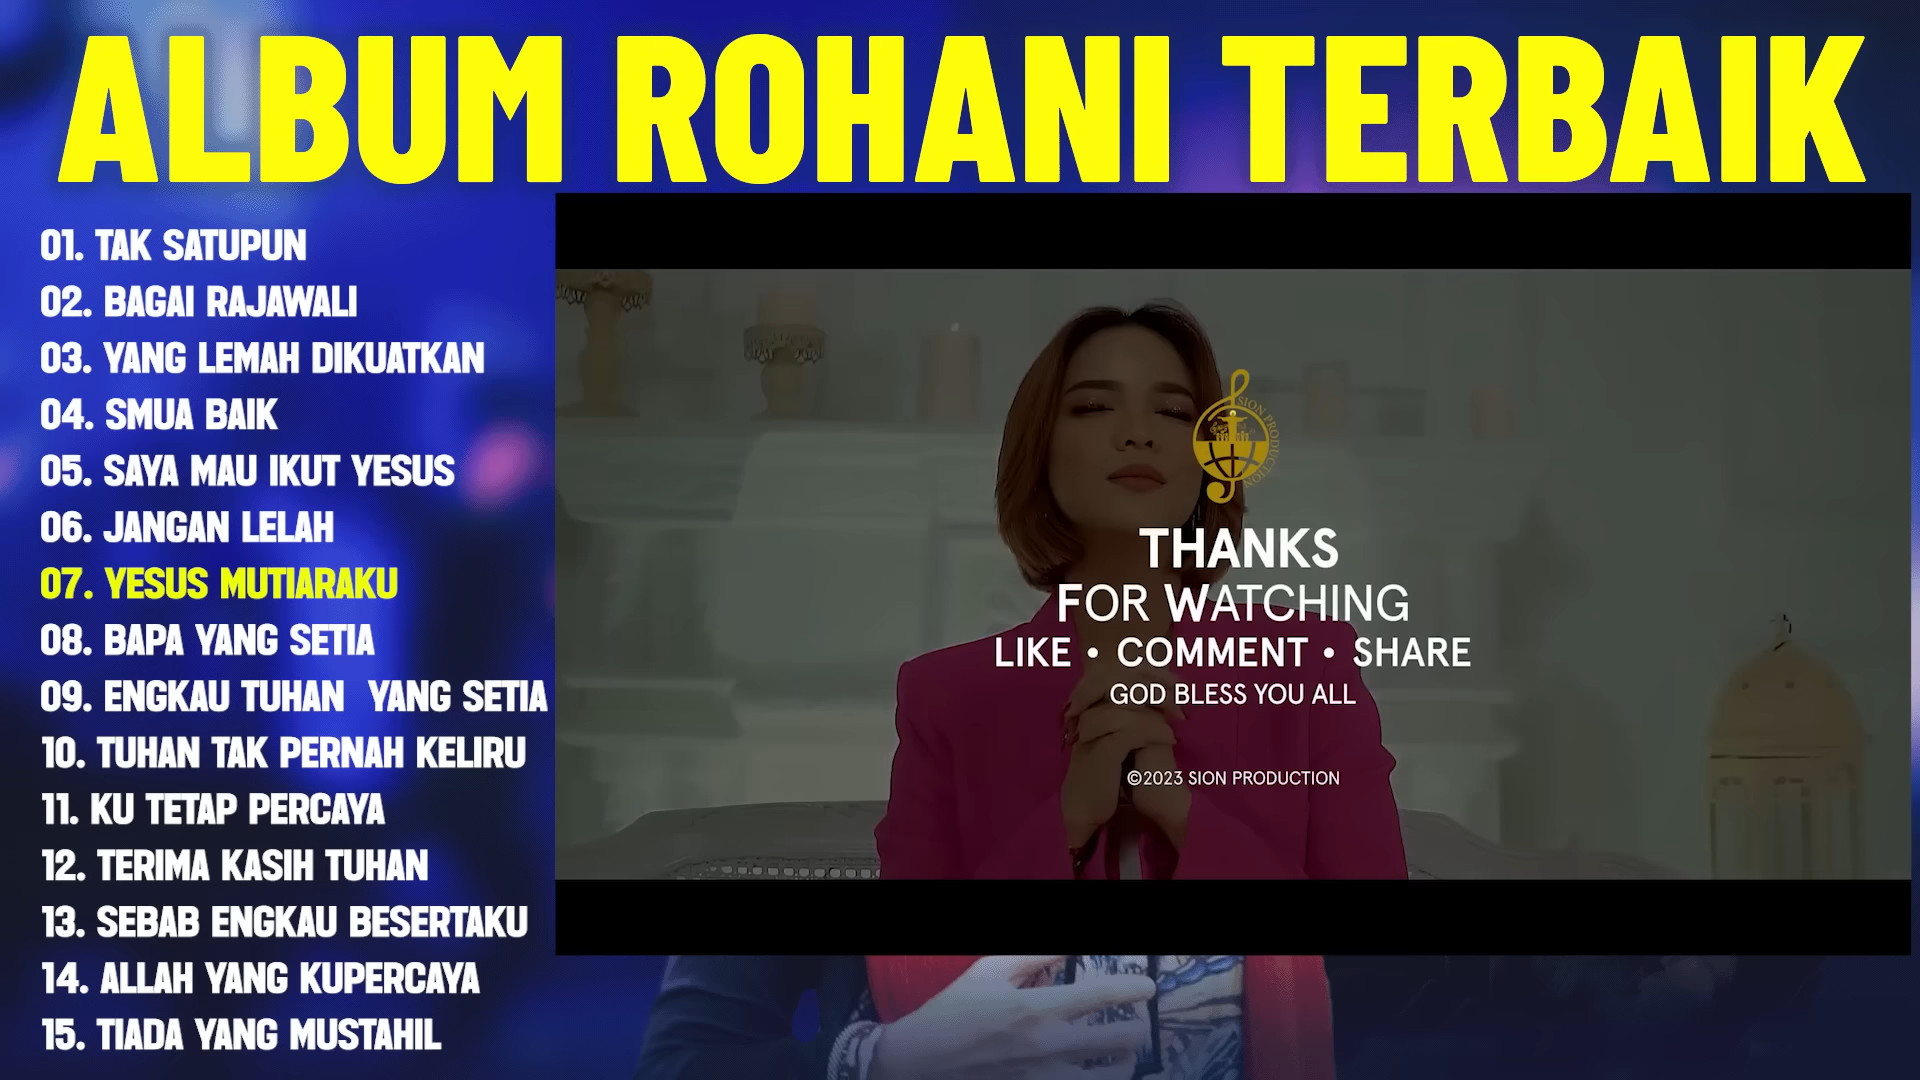 ALBUM ROHANI TERBAIK
01. TAK SATUPUN
02. BAGAI RAJAWALI
03. YANG LEMAH DIKUATKAN
04. SMUA BAIK
05. SAYA MAU IKUT YESUS
06. JANGAN LELAH
07. YESUS MUTIARAKU
08. BAPA YANG SETIA
09. ENGKAU TUHAN YANG SETIA
10. TUHAN TAK PERNAH KELIRU
11. KU TETAP PERCAYA
12. TERIMA KASIH TUHAN
13. SEBAB ENGKAU BESERTAKU
14. ALLAH YANG KUPERCAYA
15. TIADA YANG MUSTAHIL
SION PRODUCTION
THANKS
FOR WATCHING
LIKE • COMMENT • SHARE
GOD BLESS YOU ALL
©2023 SION PRODUCTION